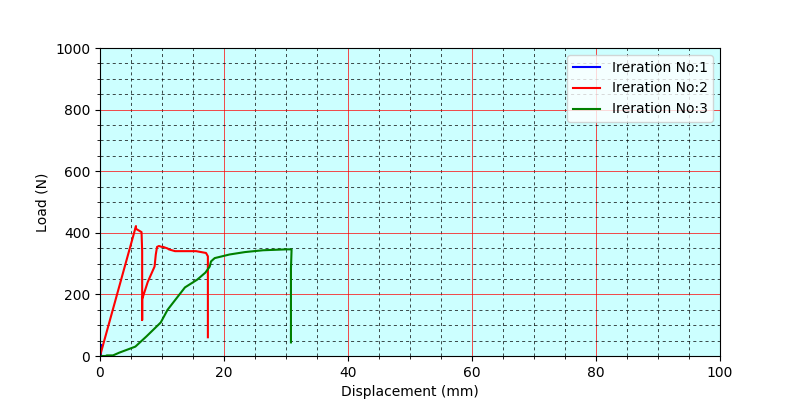 1000
800
600
400
200
0
Load (N)
Ireration No:1
Ireration No:2
Ireration No:3
0 20 40 60 80 100
Displacement (mm)